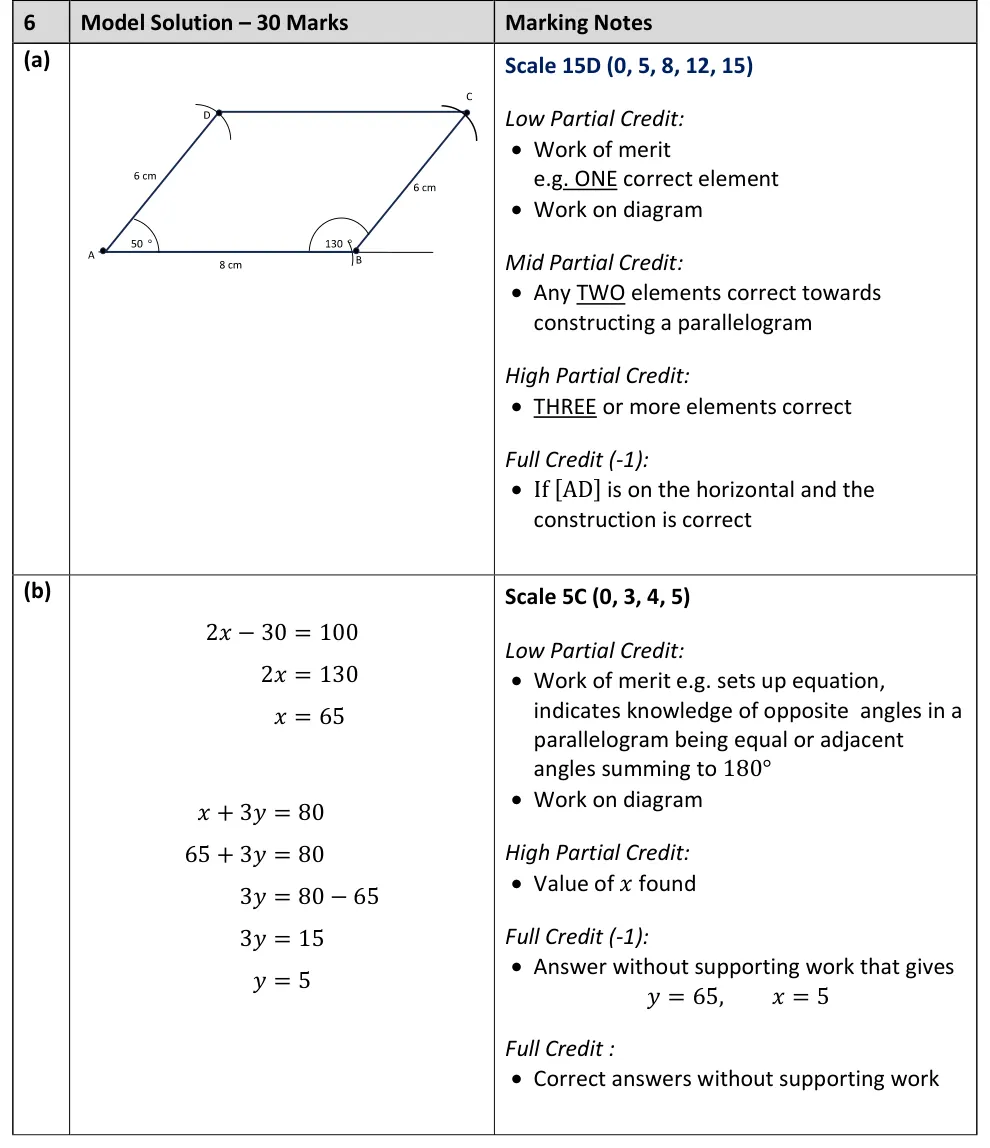 6 Model Solution – 30 Marks Marking Notes
(a)
C
D
6 cm
6 cm
50 °
130 °
A
B
8 cm
Scale 15D (0, 5, 8, 12, 15)
Low Partial Credit:
• Work of merit
e.g. ONE correct element
• Work on diagram
Mid Partial Credit:
• Any TWO elements correct towards
constructing a parallelogram
High Partial Credit:
• THREE or more elements correct
Full Credit (-1):
• If [AD] is on the horizontal and the
construction is correct
(b)
2x − 30 = 100
2x = 130
x = 65
x + 3y = 80
65 + 3y = 80
3y = 80 − 65
3y = 15
y = 5
Scale 5C (0, 3, 4, 5)
Low Partial Credit:
• Work of merit e.g. sets up equation,
indicates knowledge of opposite angles in a
parallelogram being equal or adjacent
angles summing to 180°
• Work on diagram
High Partial Credit:
• Value of x found
Full Credit (-1):
• Answer without supporting work that gives
y = 65, x = 5
Full Credit :
• Correct answers without supporting work